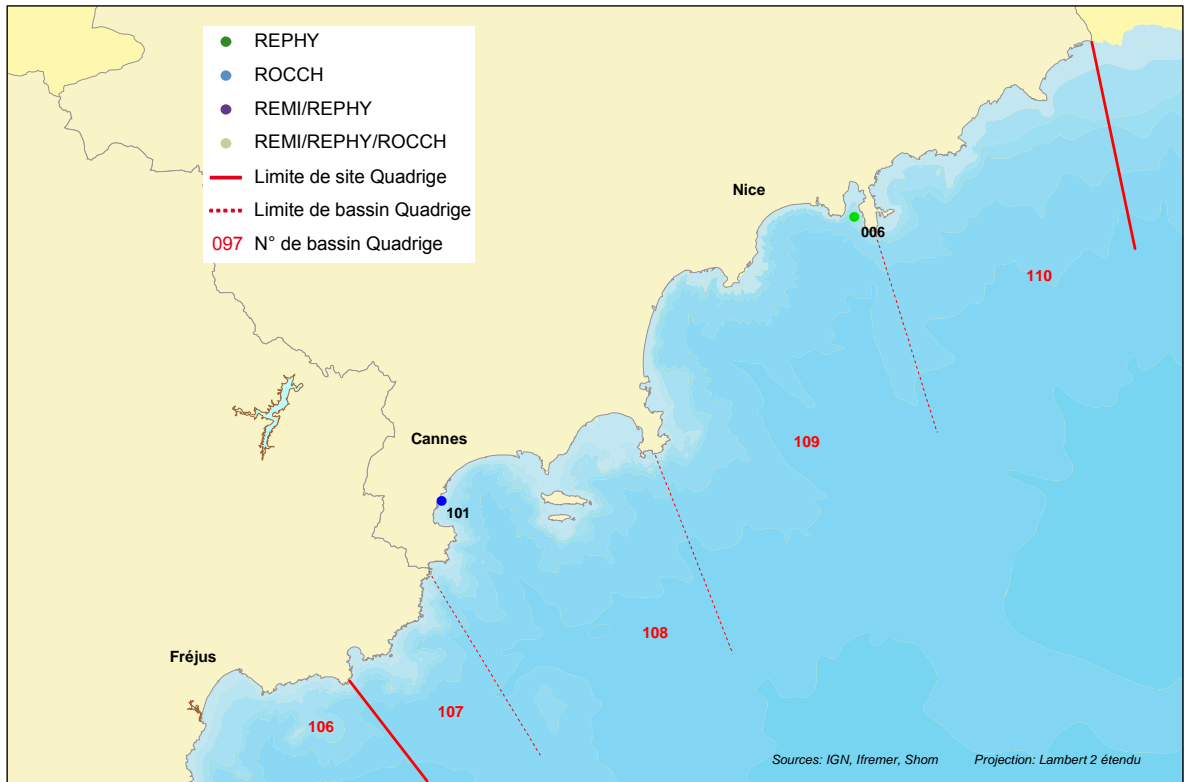 REPHY
ROCCH
REMI/REPHY
REMI/REPHY/ROCCH
Limite de site Quadrige
Limite de bassin Quadrige
097 N° de bassin Quadrige
Nice
006
110
109
Cannes
101
108
Fréjus
107
106
Sources: IGN, Ifremer, Shom Projection: Lambert 2 étendu